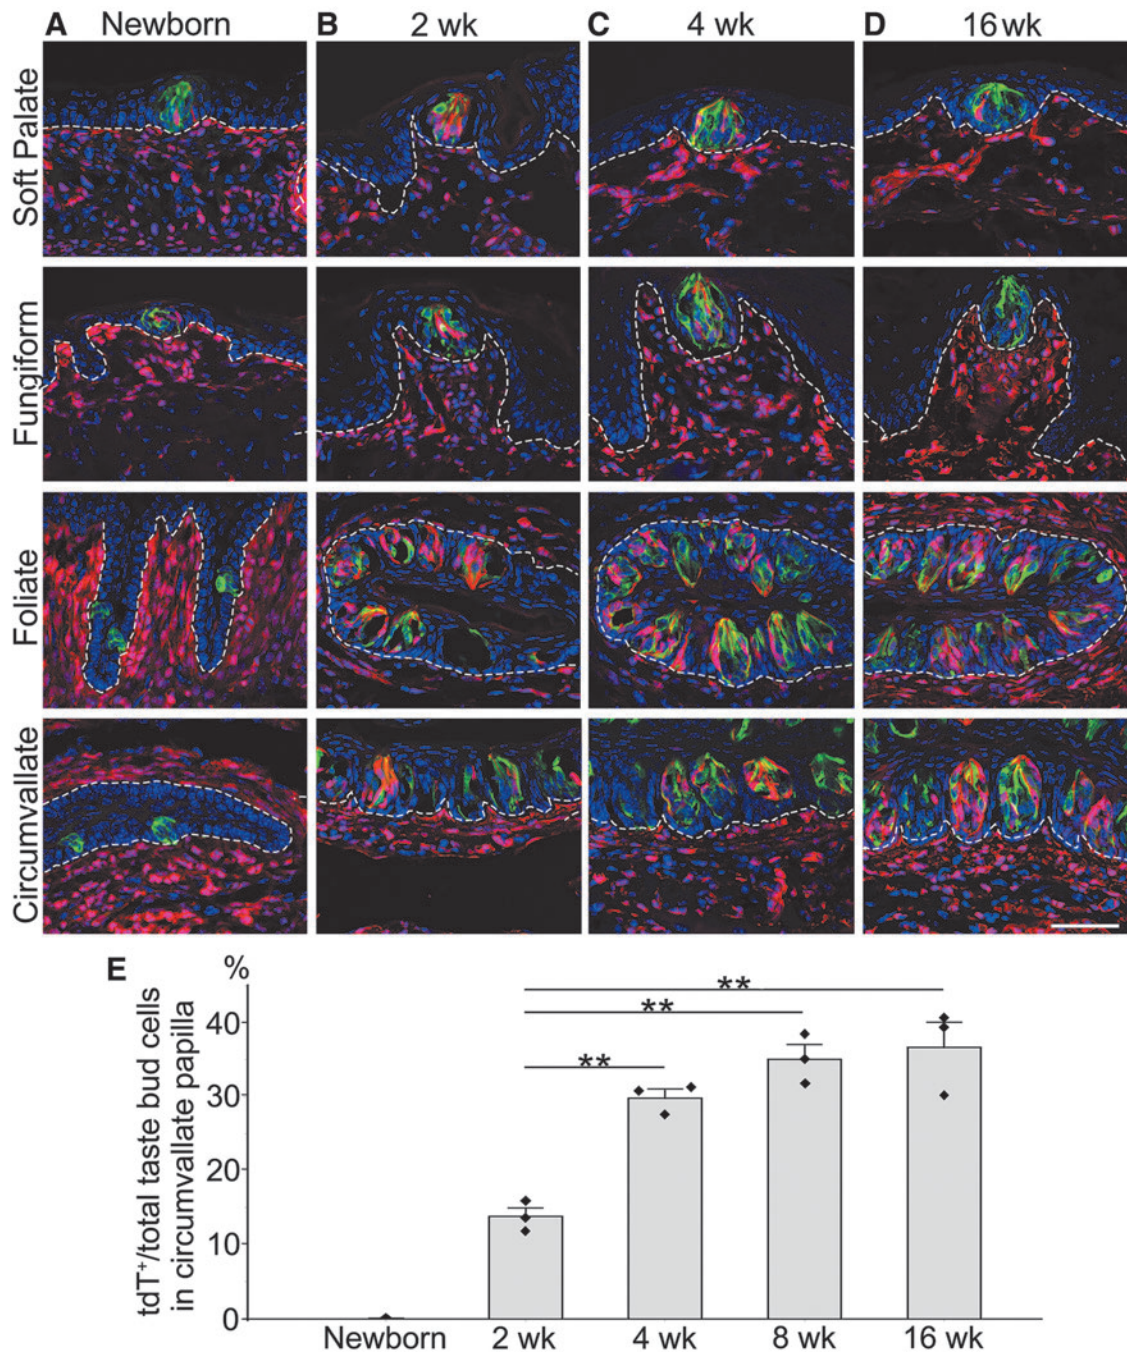 A Newborn B 2 wk C 4 wk D 16 wk
Soft Palate
Fungiform
Foliate
Circumvallate
E
%
tdT⁺/total taste bud cells
in circumvallate papilla
40
30
20
10
0
**
**
**
Newborn 2 wk 4 wk 8 wk 16 wk